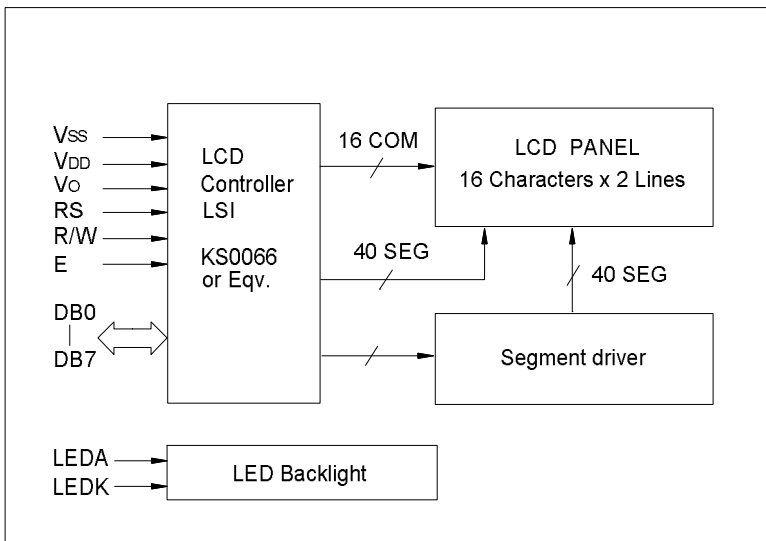 VSS
VDD
VO
RS
R/W
E
DB0
DB7
LCD
Controller
LSI
KS0066
or Eqv.
16 COM
40 SEG
LCD PANEL
16 Characters x 2 Lines
40 SEG
Segment driver
LEDA
LEDK
LED Backlight